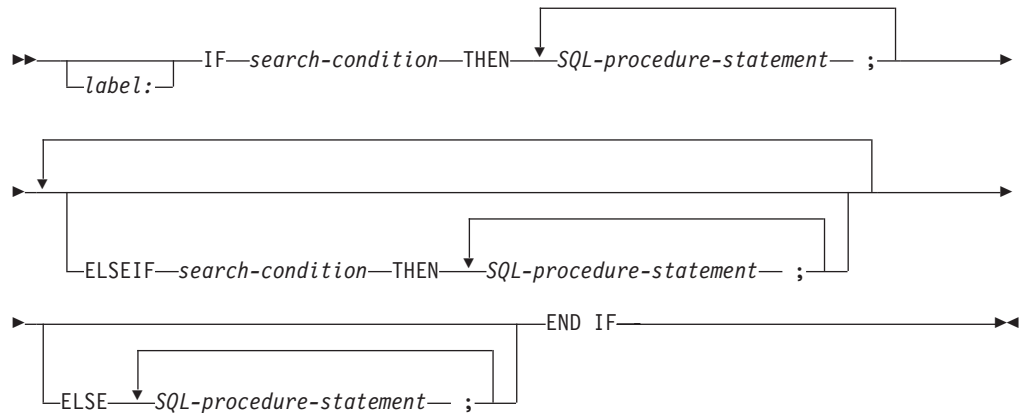 IF search-condition THEN SQL-procedure-statement ;
label:
ELSEIF search-condition THEN SQL-procedure-statement ;
END IF
ELSE SQL-procedure-statement ;